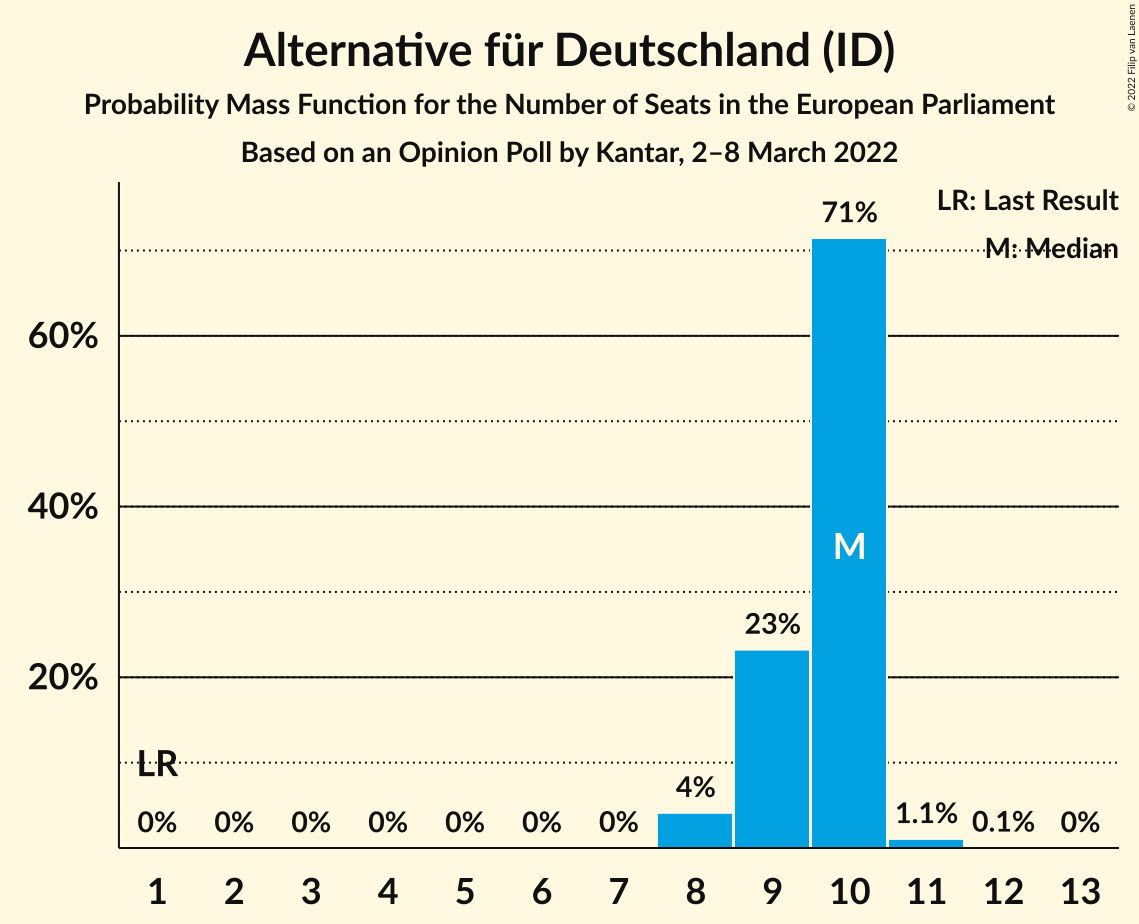 Alternative für Deutschland (ID)
Probability Mass Function for the Number of Seats in the European Parliament
Based on an Opinion Poll by Kantar, 2–8 March 2022
© 2022 Filip van Laenen
LR: Last Result
M: Median
71%
60%
40%
M
23%
20%
LR
4%
0% 0% 0% 0% 0% 0% 0% 1.1% 0.1% 0%
1 2 3 4 5 6 7 8 9 10 11 12 13